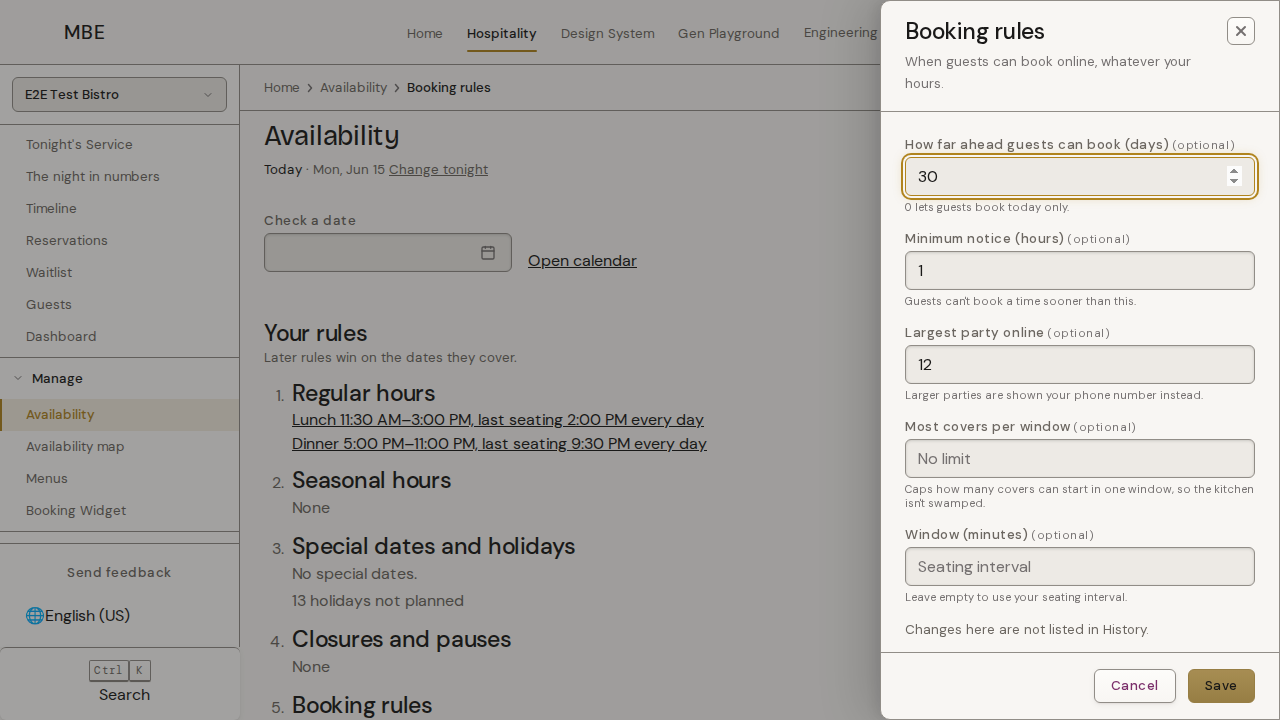 MBE
Home
Hospitality
Design System
Gen Playground
Engineering
E2E Test Bistro
Tonight's Service
The night in numbers
Timeline
Reservations
Waitlist
Guests
Dashboard
Manage
Availability
Availability map
Menus
Booking Widget
Send feedback
English (US)
Ctrl K
Search
Home
Availability
Booking rules
Availability
Today · Mon, Jun 15 Change tonight
Check a date
Open calendar
Your rules
Later rules win on the dates they cover.
1. Regular hours
Lunch 11:30 AM–3:00 PM, last seating 2:00 PM every day
Dinner 5:00 PM–11:00 PM, last seating 9:30 PM every day
2. Seasonal hours
None
3. Special dates and holidays
No special dates.
13 holidays not planned
4. Closures and pauses
None
5. Booking rules
Booking rules
When guests can book online, whatever your
hours.
How far ahead guests can book (days) (optional)
30
0 lets guests book today only.
Minimum notice (hours) (optional)
1
Guests can't book a time sooner than this.
Largest party online (optional)
12
Larger parties are shown your phone number instead.
Most covers per window (optional)
No limit
Caps how many covers can start in one window, so the kitchen
isn't swamped.
Window (minutes) (optional)
Seating interval
Leave empty to use your seating interval.
Changes here are not listed in History.
Cancel
Save